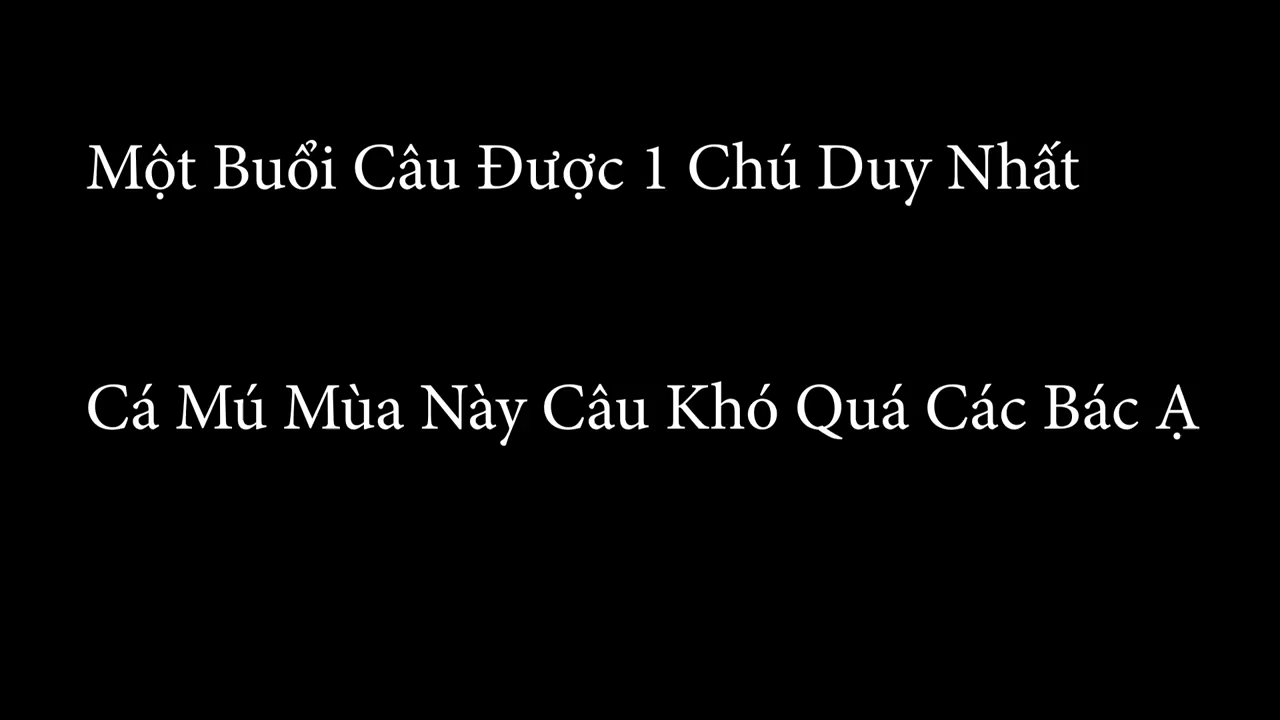 Một Buổi Câu Được 1 Chú Duy Nhất
Cá Mú Mùa Này Câu Khó Quá Các Bác Ạ